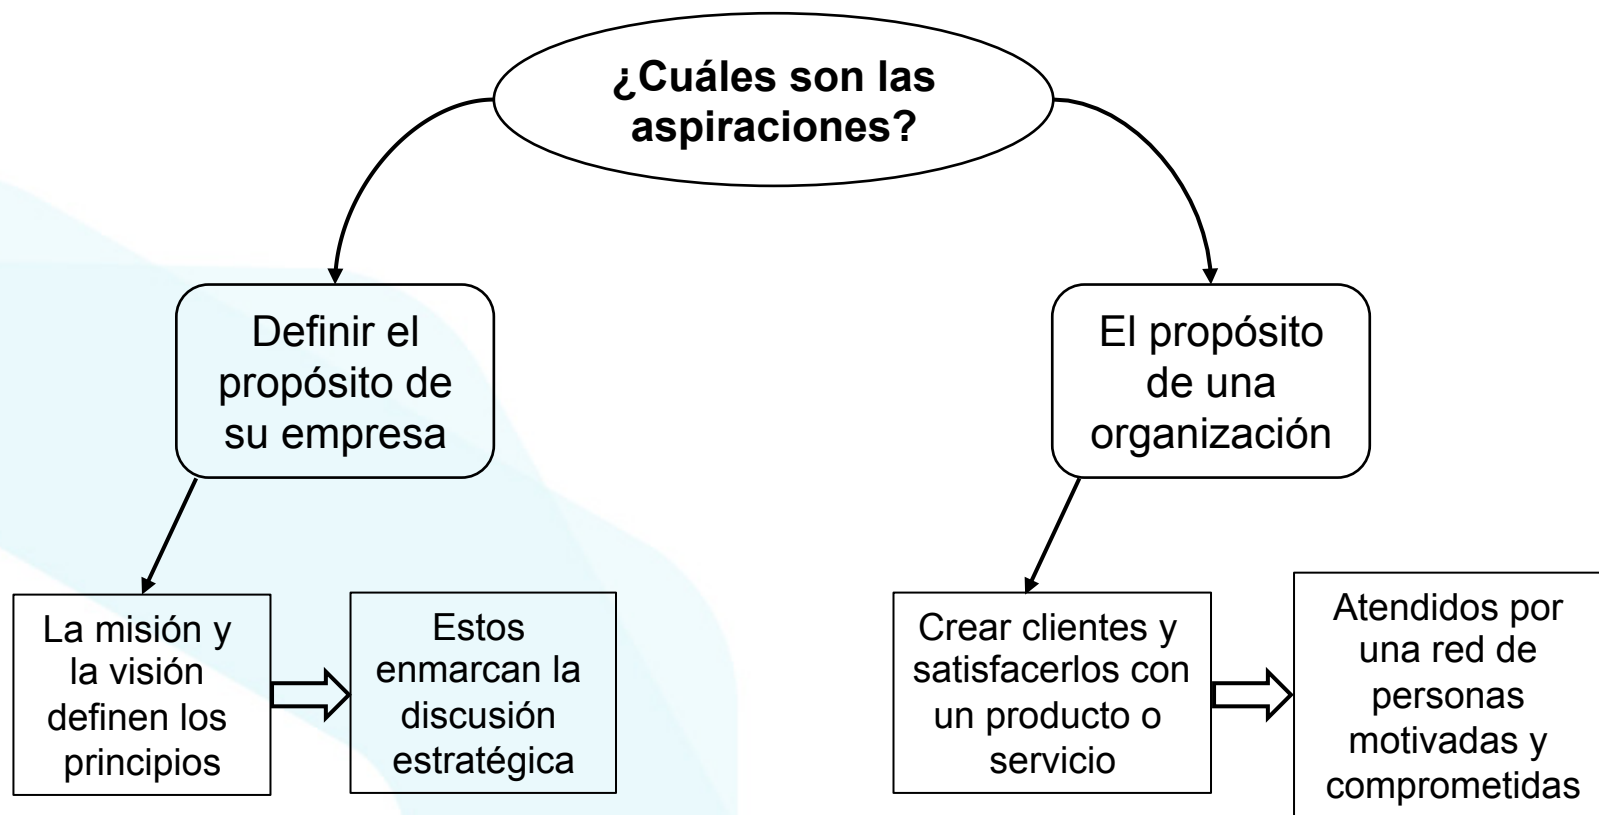 ¿Cuáles son las
aspiraciones?
Definir el
propósito de
su empresa
El propósito
de una
organización
La misión y
la visión
definen los
principios
Estos
enmarcan la
discusión
estratégica
Crear clientes y
satisfacerlos con
un producto o
servicio
Atendidos por
una red de
personas
motivadas y
comprometidas